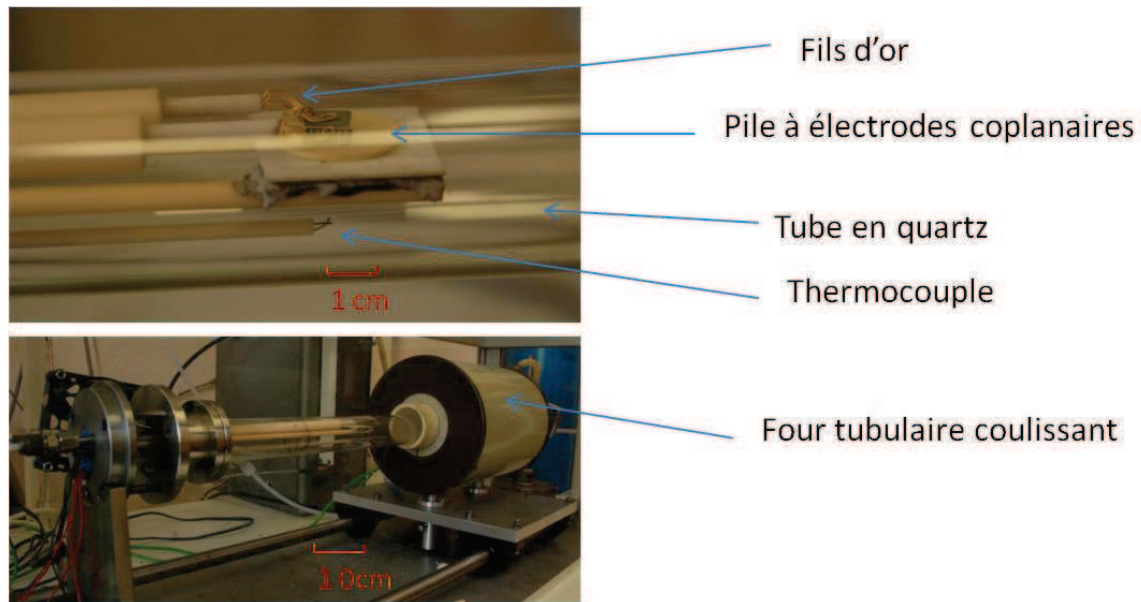 Fils d'or
Pile à électrodes coplanaires
Tube en quartz
Thermocouple
1 cm
Four tubulaire coulissant
10cm